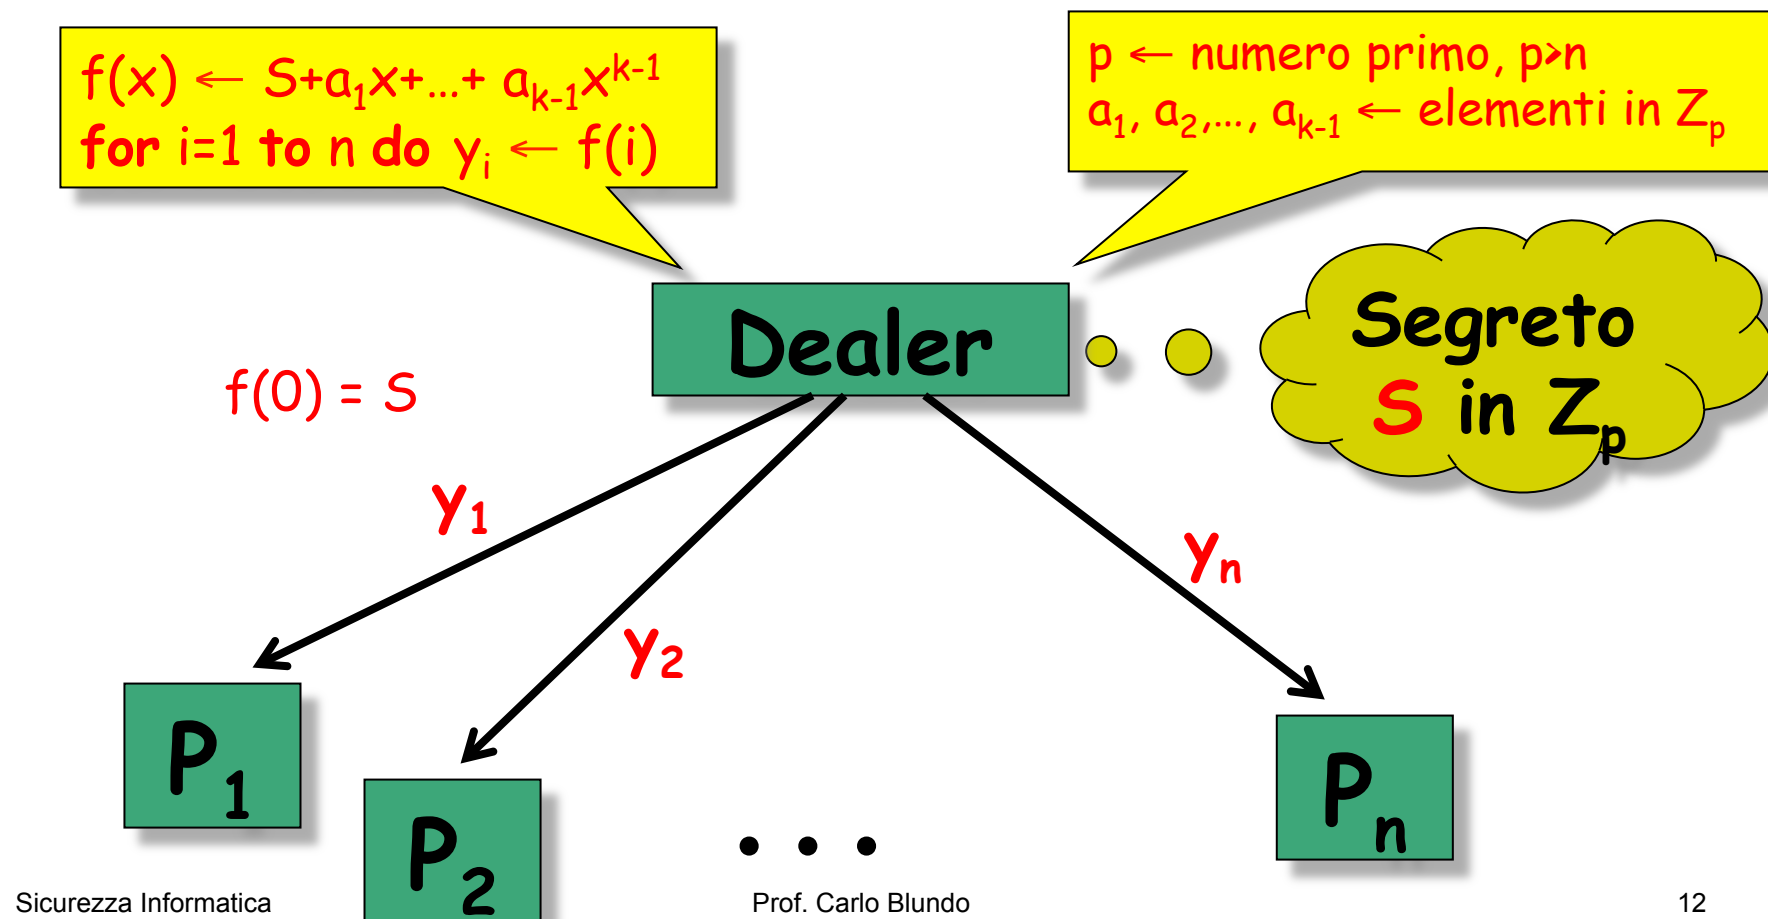 f(x) ← S+a₁x+...+ aₖ₋₁xᵏ⁻¹
for i=1 to n do yᵢ ← f(i)
p ← numero primo, p>n
a₁, a₂,..., aₖ₋₁ ← elementi in Zₚ
Dealer
Segreto
S in Zₚ
f(0) = S
y₁
y₂
yₙ
P₁
P₂
...
Pₙ
Sicurezza Informatica
Prof. Carlo Blundo
12